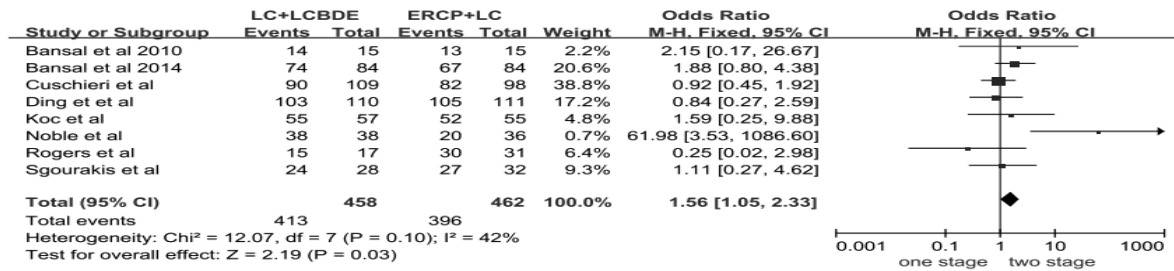 LC+LCBDE ERCP+LC Odds Ratio Odds Ratio
Study or Subgroup Events Total Events Total Weight M-H, Fixed, 95% CI M-H, Fixed, 95% CI
Bansal et al 2010 14 15 13 15 2.2% 2.15 [0.17, 26.67]
Bansal et al 2014 74 84 67 84 20.6% 1.88 [0.80, 4.38]
Cuschieri et al 90 109 82 98 38.8% 0.92 [0.45, 1.92]
Ding et et al 103 110 105 111 17.2% 0.84 [0.27, 2.59]
Koc et al 55 57 52 55 4.8% 1.59 [0.25, 9.88]
Noble et al 38 38 20 36 0.7% 61.98 [3.53, 1086.60]
Rogers et al 15 17 30 31 6.4% 0.25 [0.02, 2.98]
Sgourakis et al 24 28 27 32 9.3% 1.11 [0.27, 4.62]
Total (95% CI) 458 462 100.0% 1.56 [1.05, 2.33]
Total events 413 396
Heterogeneity: Chi² = 12.07, df = 7 (P = 0.10); I² = 42%
Test for overall effect: Z = 2.19 (P = 0.03)
0.001 0.1 1 10 1000
one stage two stage